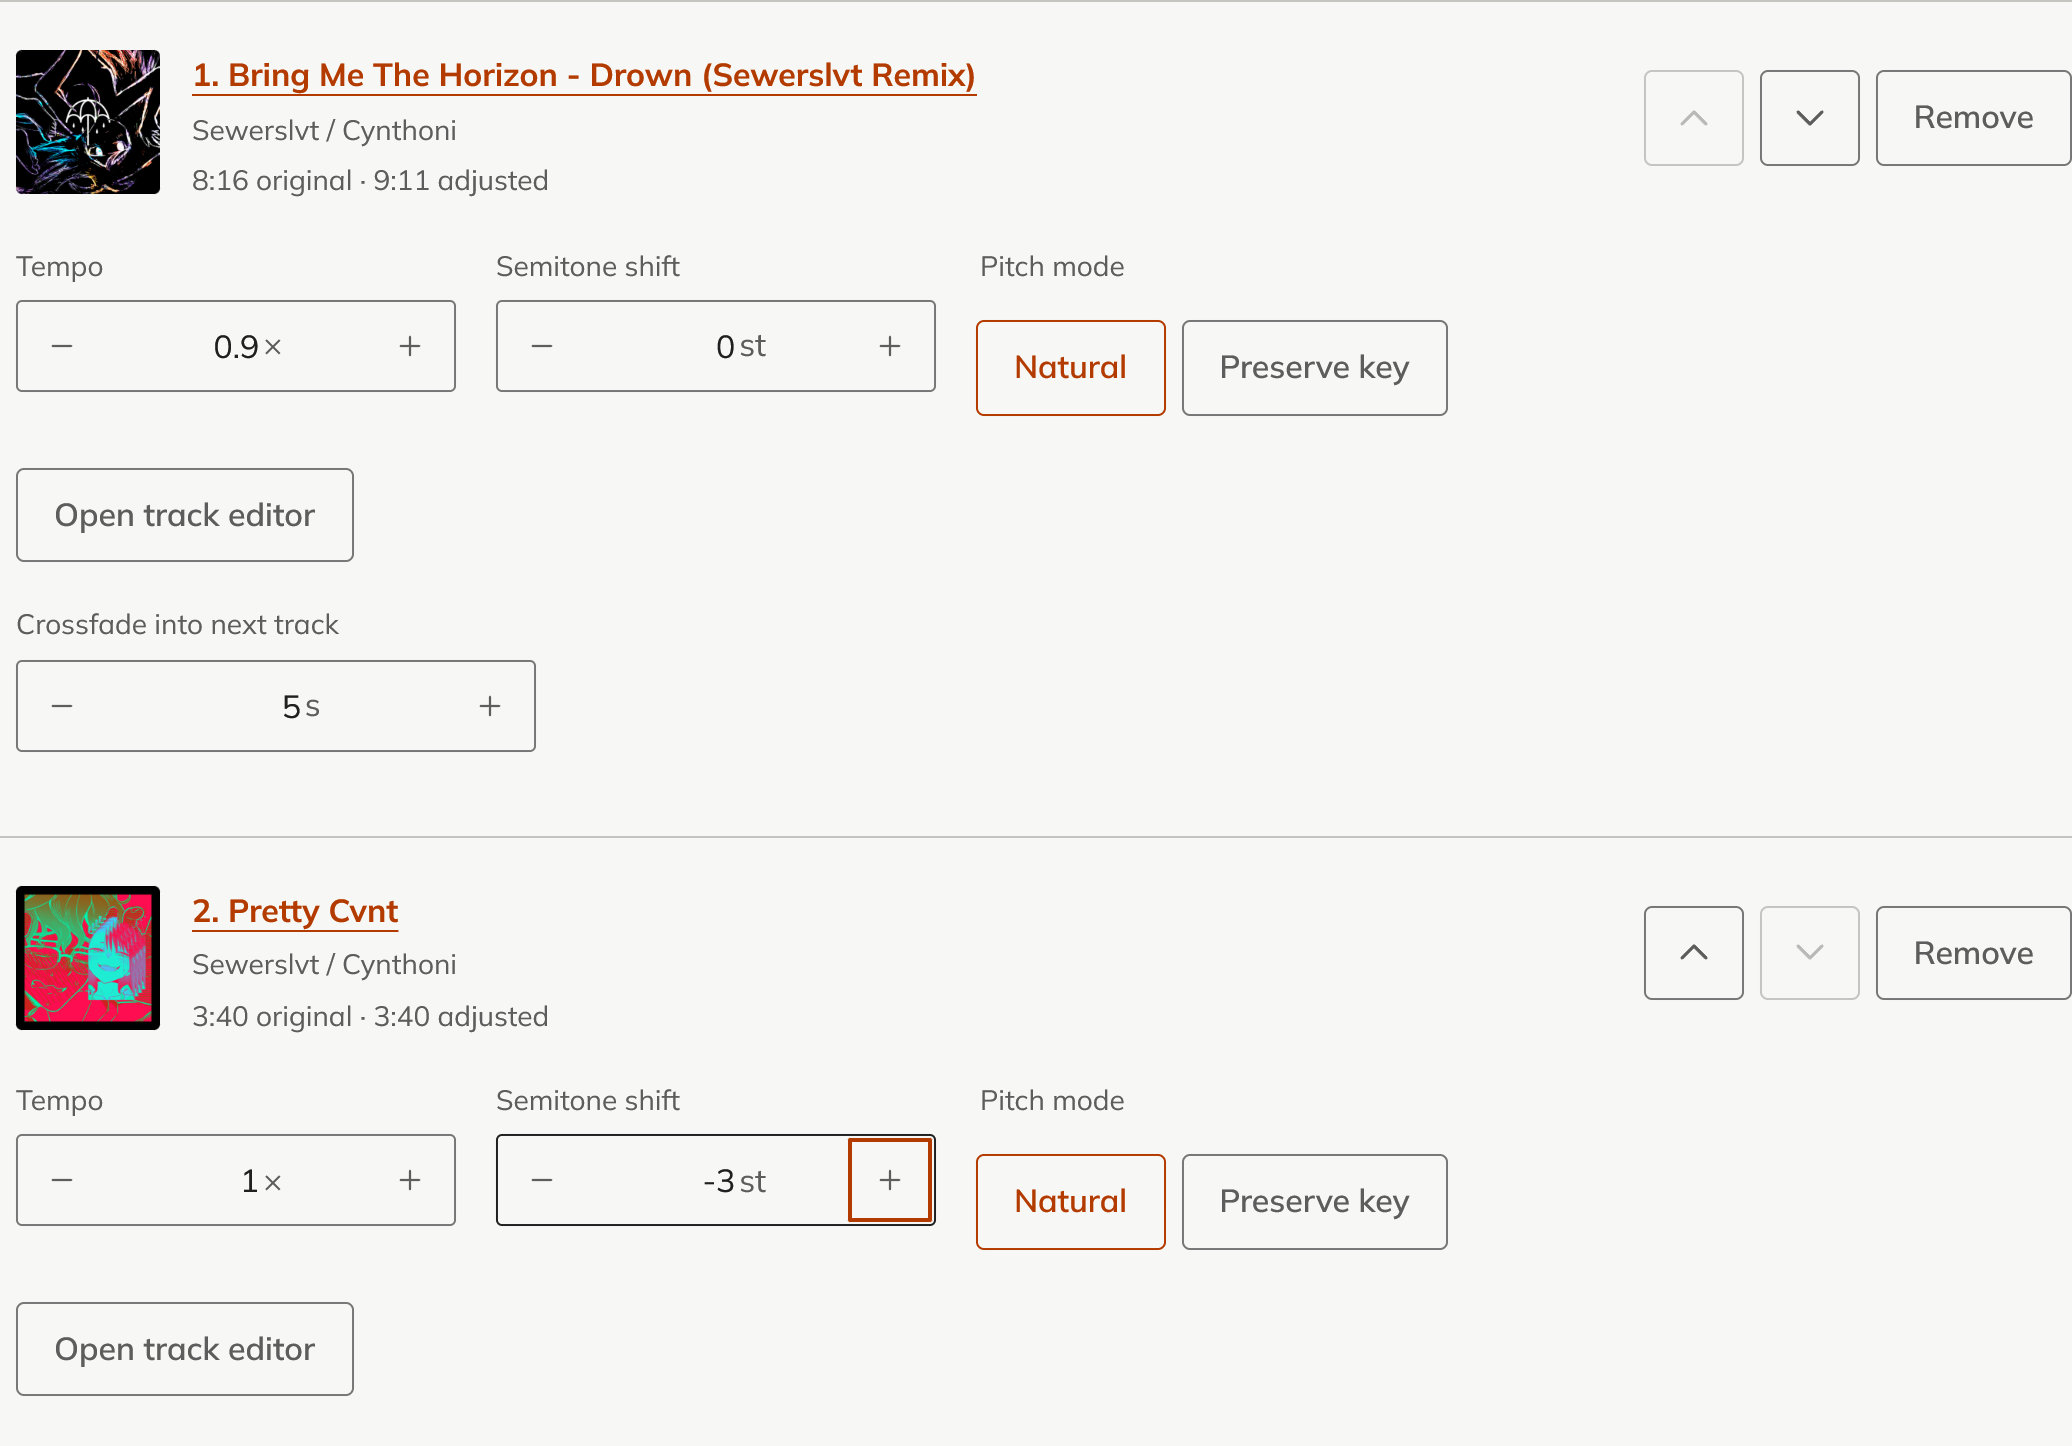 1. Bring Me The Horizon - Drown (Sewerslvt Remix)
Sewerslvt / Cynthoni
8:16 original · 9:11 adjusted
Remove
Tempo
Semitone shift
Pitch mode
− 0.9× +
− 0 st +
Natural
Preserve key
Open track editor
Crossfade into next track
− 5 s +
2. Pretty Cvnt
Sewerslvt / Cynthoni
3:40 original · 3:40 adjusted
Remove
Tempo
Semitone shift
Pitch mode
− 1× +
− -3 st +
Natural
Preserve key
Open track editor